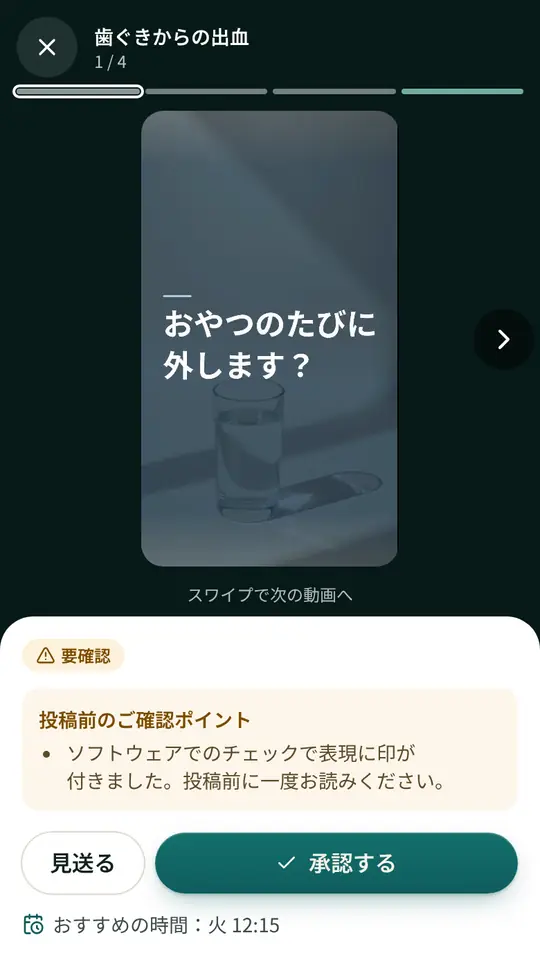 歯ぐきからの出血
1 / 4
おやつのたびに
外します？
スワイプで次の動画へ
要確認
投稿前のご確認ポイント
• ソフトウェアでのチェックで表現に印が
付きました。投稿前に一度お読みください。
見送る
承認する
おすすめの時間：火 12:15